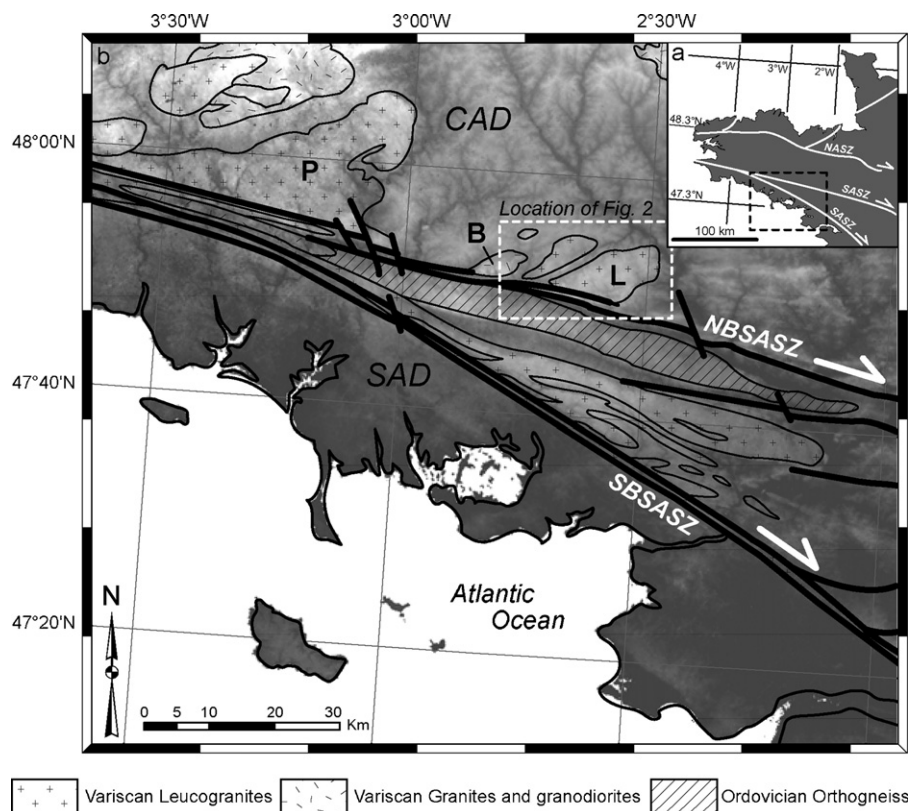 3°30'W
3°00'W
2°30'W
b
a
4°W
3°W
2°W
48.3°N
47.3°N
NASZ
SASZ
SASZ
100 km
48°00'N
CAD
P
Location of Fig. 2
B
L
NBSASZ
47°40'N
SAD
SBSASZ
Atlantic
Ocean
47°20'N
N
0 5 10 20 30
Km
Variscan Leucogranites
Variscan Granites and granodiorites
Ordovician Orthogneiss